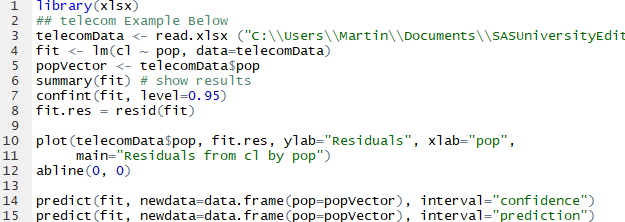 1 library(xlsx)
2 ## telecom Example Below
3 telecomData <- read.xlsx ("C:\\Users\\Martin\\Documents\\SASUniversityEdit
4 fit <- lm(cl ~ pop, data=telecomData)
5 popVector <- telecomData$pop
6 summary(fit) # show results
7 confint(fit, level=0.95)
8 fit.res = resid(fit)
9
10 plot(telecomData$pop, fit.res, ylab="Residuals", xlab="pop",
11 main="Residuals from cl by pop")
12 abline(0, 0)
13
14 predict(fit, newdata=data.frame(pop=popVector), interval="confidence")
15 predict(fit, newdata=data.frame(pop=popVector), interval="prediction")